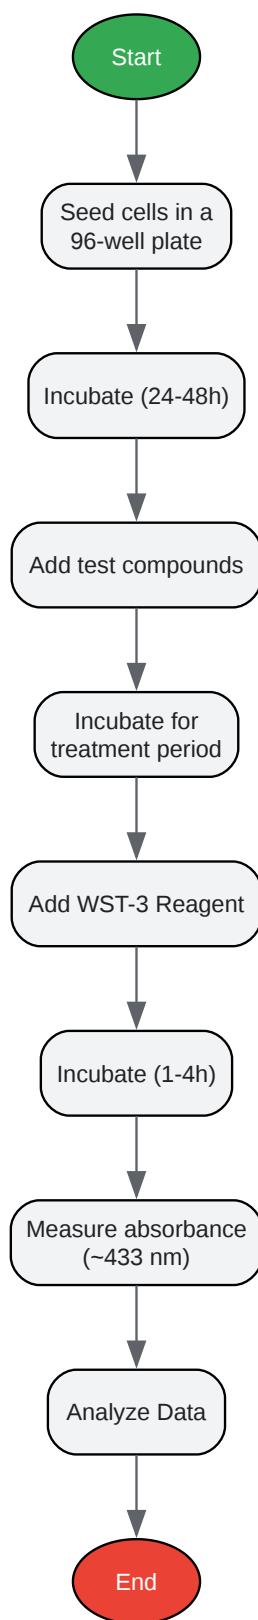 Start
Seed cells in a
96-well plate
Incubate (24-48h)
Add test compounds
Incubate for
treatment period
Add WST-3 Reagent
Incubate (1-4h)
Measure absorbance
(~433 nm)
Analyze Data
End